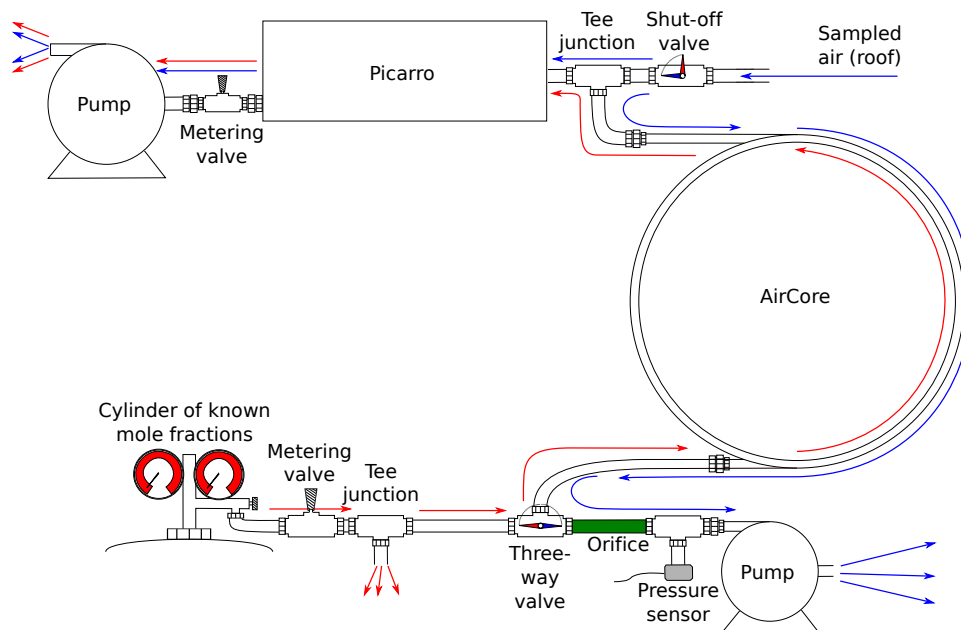 Tee
junction
Shut-off
valve
Sampled
air (roof)
Picarro
Pump
Metering
valve
AirCore
Cylinder of known
mole fractions
Metering
valve
Tee
junction
Three-
way
valve
Orifice
Pressure
sensor
Pump